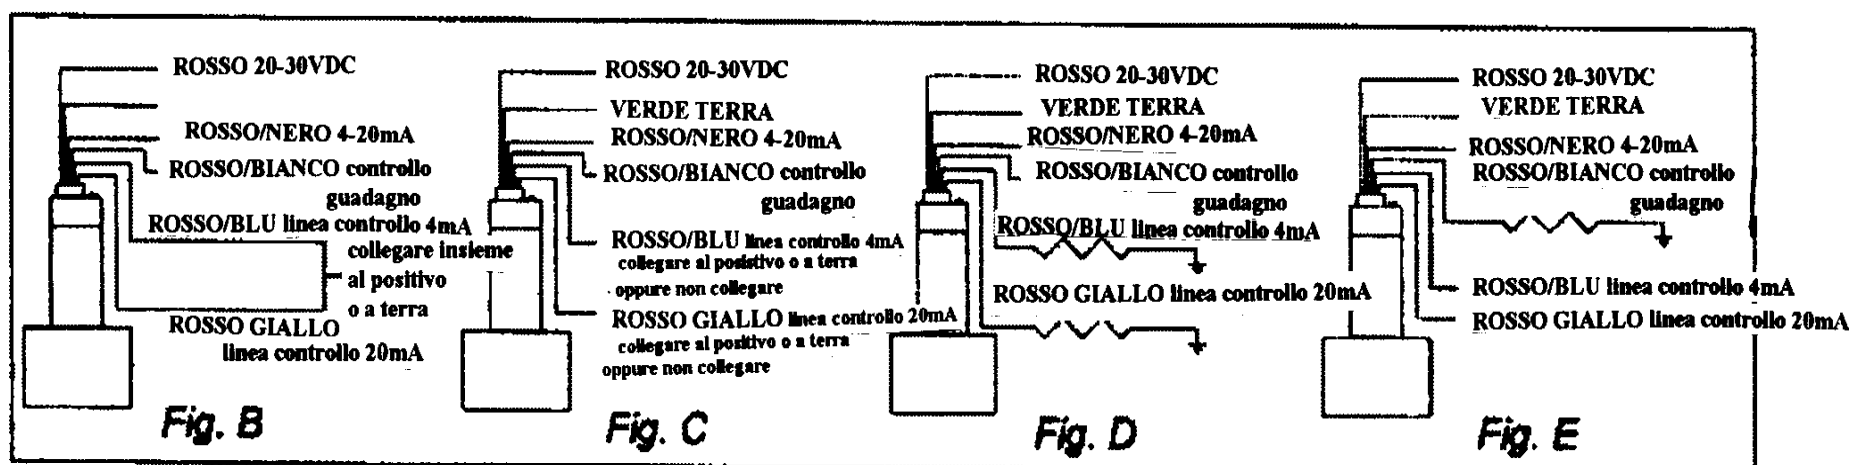 ROSSO 20-30VDC
ROSSO/NERO 4-20mA
ROSSO/BIANCO controllo
guadagno
ROSSO/BLU linea controllo 4mA
collegare insieme
al positivo
o a terra
ROSSO GIALLO
linea controllo 20mA
Fig. B
ROSSO 20-30VDC
VERDE TERRA
ROSSO/NERO 4-20mA
ROSSO/BIANCO controllo
guadagno
ROSSO/BLU linea controllo 4mA
collegare al posistivo o a terra
oppure non collegare
ROSSO GIALLO linea controllo 20mA
collegare al positivo o a terra
oppure non collegare
Fig. C
ROSSO 20-30VDC
VERDE TERRA
ROSSO/NERO 4-20mA
ROSSO/BIANCO controllo
guadagno
ROSSO/BLU linea controllo 4mA
ROSSO GIALLO linea controllo 20mA
Fig. D
ROSSO 20-30VDC
VERDE TERRA
ROSSO/NERO 4-20mA
ROSSO/BIANCO controllo
guadagno
ROSSO/BLU linea controllo 4mA
ROSSO GIALLO linea controllo 20mA
Fig. E